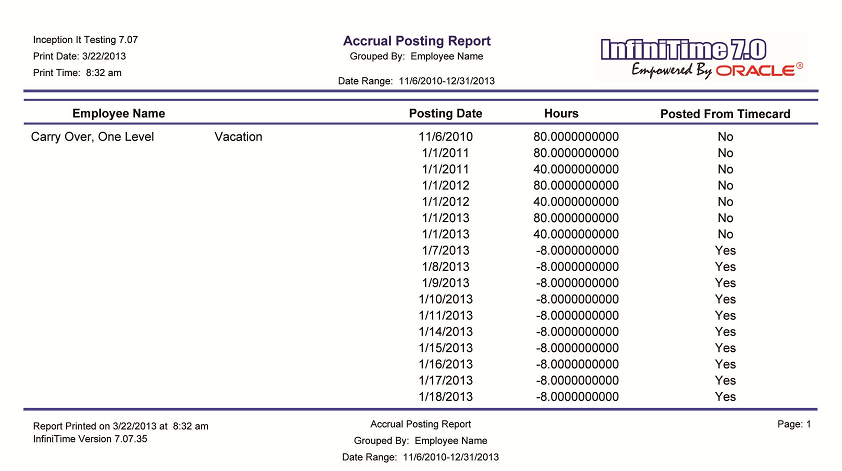 Inception It Testing 7.07
Print Date: 3/22/2013
Print Time: 8:32 am
Accrual Posting Report
Grouped By: Employee Name
Date Range: 11/6/2010-12/31/2013
InfiniTime 7.0
Empowered By ORACLE®
Employee Name Posting Date Hours Posted From Timecard
Carry Over, One Level Vacation 11/6/2010 80.0000000000 No
1/1/2011 80.0000000000 No
1/1/2011 40.0000000000 No
1/1/2012 80.0000000000 No
1/1/2012 40.0000000000 No
1/1/2013 80.0000000000 No
1/1/2013 40.0000000000 No
1/7/2013 -8.0000000000 Yes
1/8/2013 -8.0000000000 Yes
1/9/2013 -8.0000000000 Yes
1/10/2013 -8.0000000000 Yes
1/11/2013 -8.0000000000 Yes
1/14/2013 -8.0000000000 Yes
1/15/2013 -8.0000000000 Yes
1/16/2013 -8.0000000000 Yes
1/17/2013 -8.0000000000 Yes
1/18/2013 -8.0000000000 Yes
Report Printed on 3/22/2013 at 8:32 am
InfiniTime Version 7.07.35
Accrual Posting Report
Grouped By: Employee Name
Date Range: 11/6/2010-12/31/2013
Page: 1